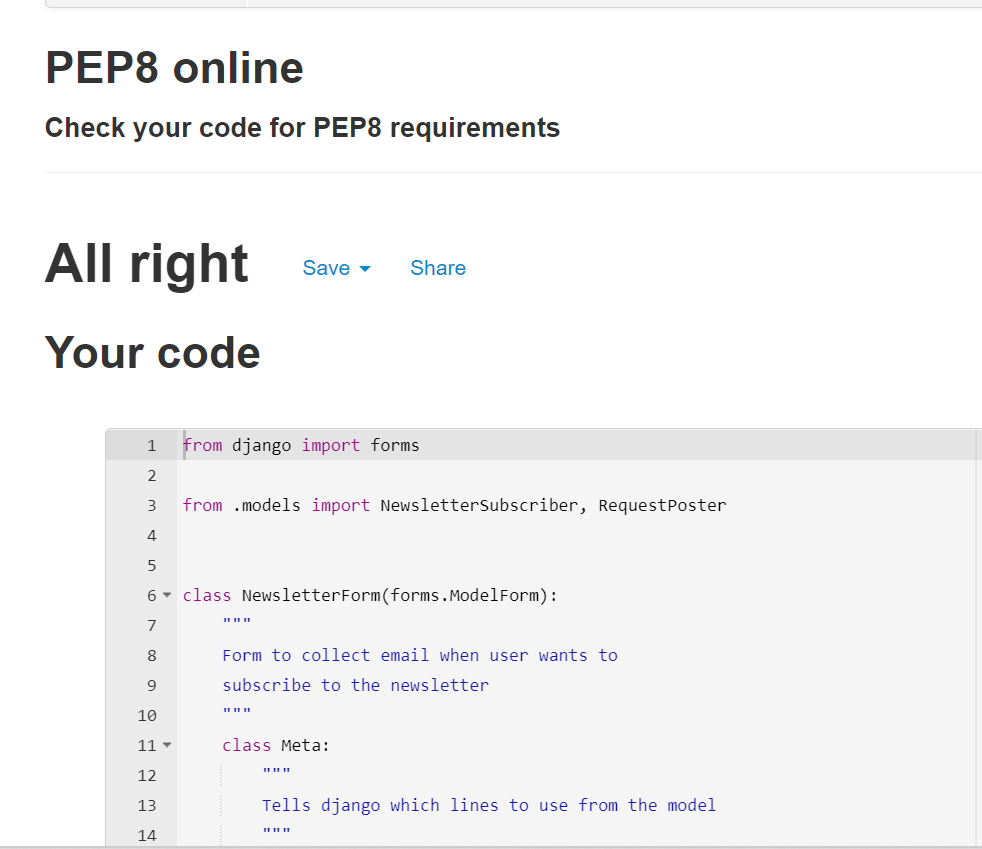 PEP8 online
Check your code for PEP8 requirements
All right Save Share
Your code
1 from django import forms
2
3 from .models import NewsletterSubscriber, RequestPoster
4
5
6 class NewsletterForm(forms.ModelForm):
7 """
8 Form to collect email when user wants to
9 subscribe to the newsletter
10 """
11 class Meta:
12 """
13 Tells django which lines to use from the model
14 """